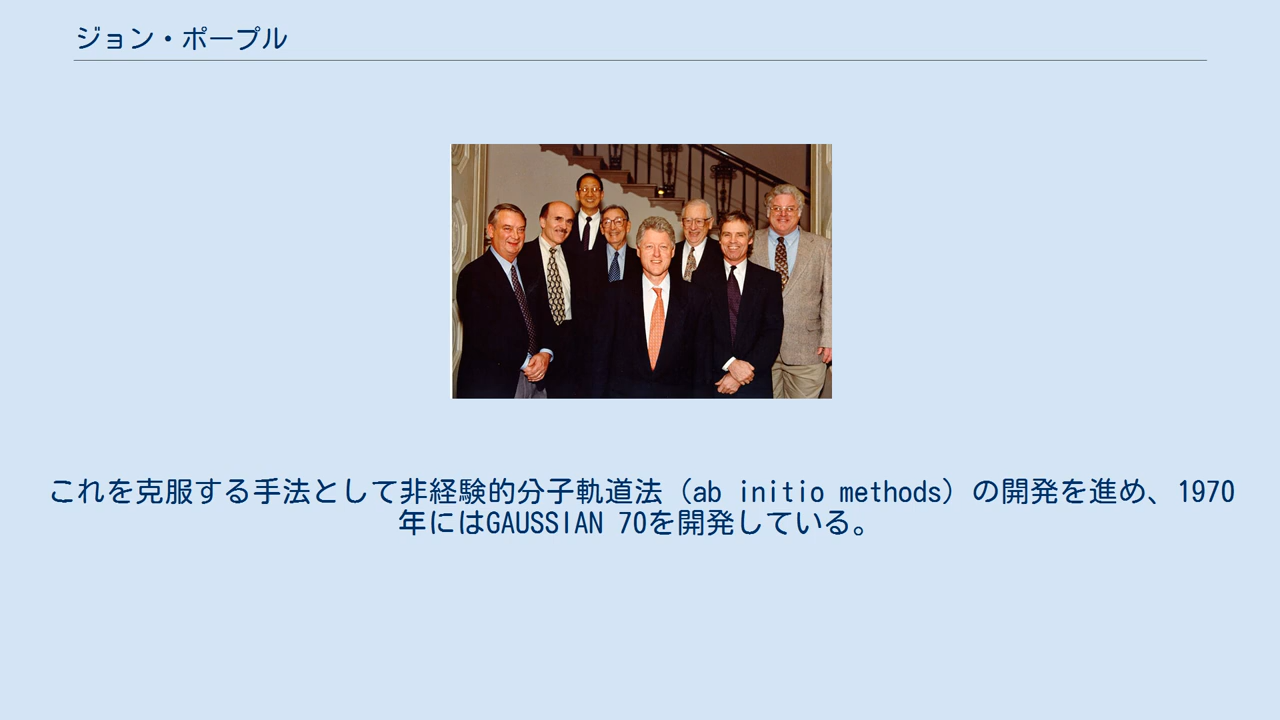 ジョン・ポープル
これを克服する手法として非経験的分子軌道法（ab initio methods）の開発を進め、1970
年にはGAUSSIAN 70を開発している。